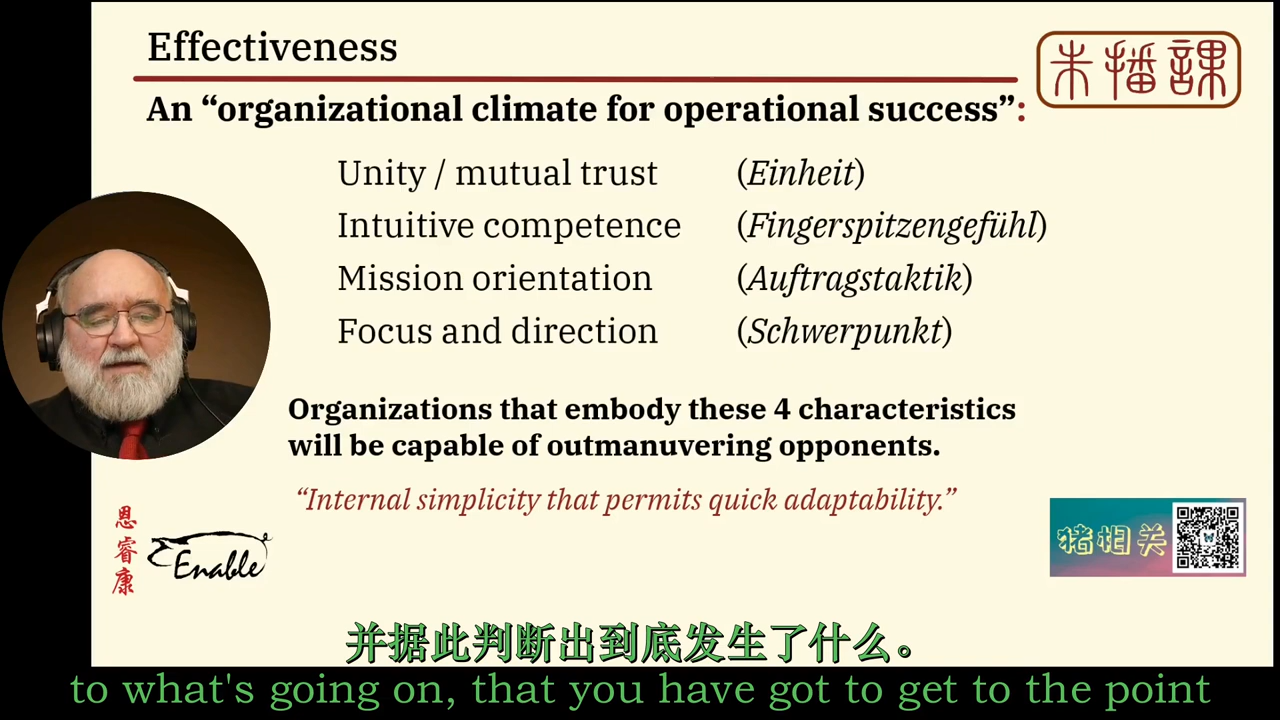 Effectiveness
未播課
An “organizational climate for operational success”:
Unity / mutual trust (Einheit)
Intuitive competence (Fingerspitzengefühl)
Mission orientation (Auftragstaktik)
Focus and direction (Schwerpunkt)
Organizations that embody these 4 characteristics
will be capable of outmanuvering opponents.
“Internal simplicity that permits quick adaptability.”
恩睿康
Enable
猪相关
并据此判断出到底发生了什么。
to what's going on, that you have got to get to the point